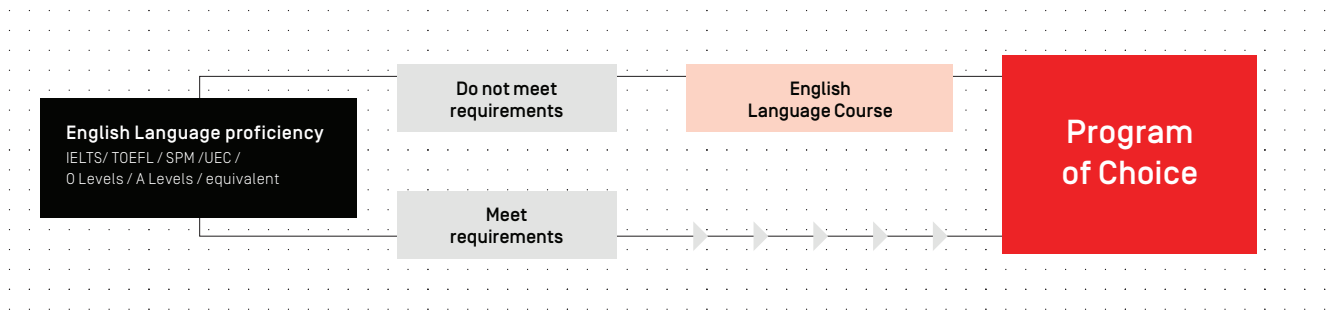 English Language proficiency
IELTS/ TOEFL / SPM /UEC /
O Levels / A Levels / equivalent
Do not meet
requirements
English
Language Course
Meet
requirements
Program
of Choice